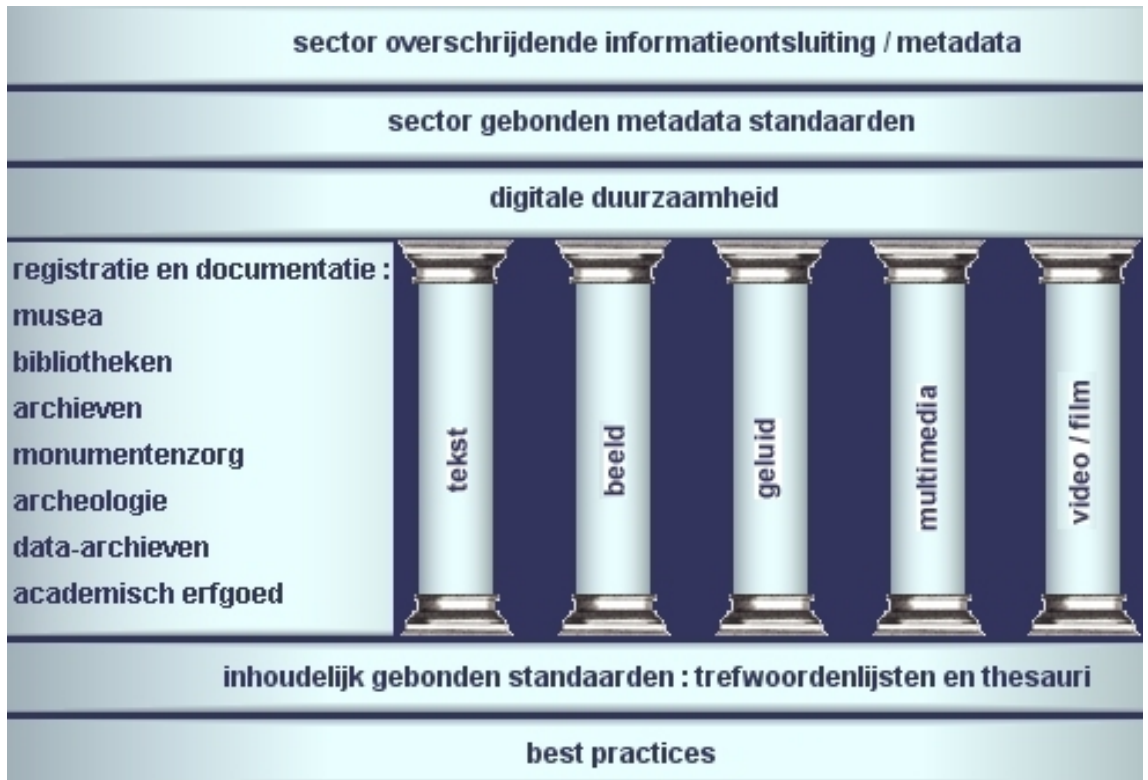 sector overschrijdende informatieontsluiting / metadata
sector gebonden metadata standaarden
digitale duurzaamheid
registratie en documentatie :
musea
bibliotheken
archieven
monumentenzorg
archeologie
data-archieven
academisch erfgoed
tekst
beeld
geluid
multimedia
video / film
inhoudelijk gebonden standaarden : trefwoordenlijsten en thesauri
best practices